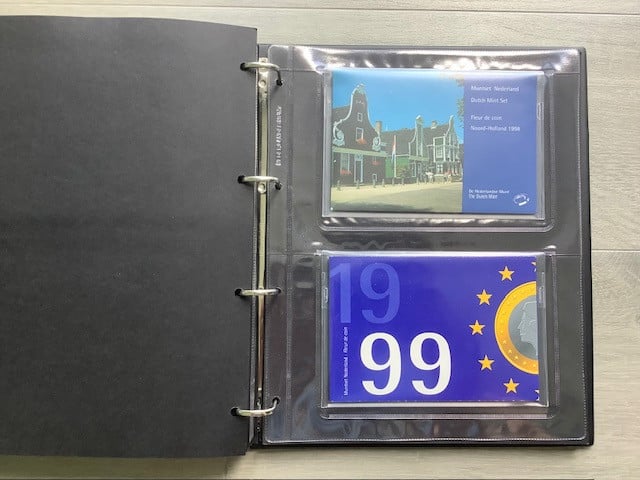 Muntset Nederland
Dutch Mint Set
Fleur de coin
Noord-Holland 1998
De Nederlandse Munt
The Dutch Mint
19
99
Muntset Nederland Fleur de coin